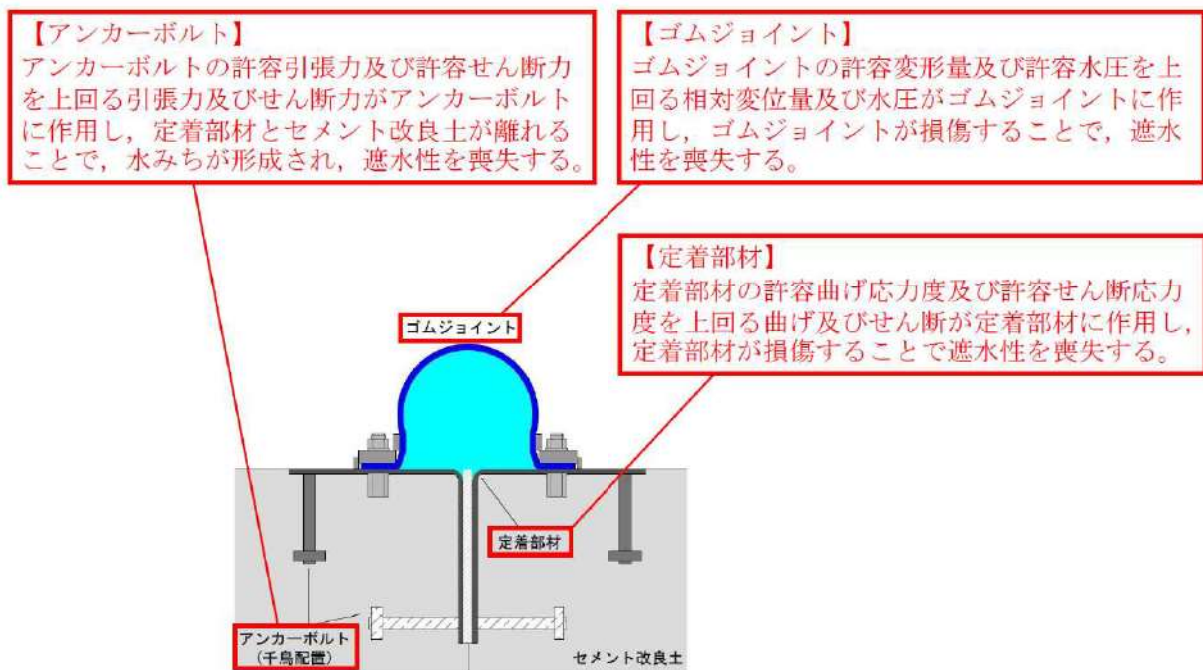 【アンカーボルト】
アンカーボルトの許容引張力及び許容せん断力
を上回る引張力及びせん断力がアンカーボルト
に作用し，定着部材とセメント改良土が離れる
ことで，水みちが形成され，遮水性を喪失する。
【ゴムジョイント】
ゴムジョイントの許容変形量及び許容水圧を上
回る相対変位量及び水圧がゴムジョイントに作
用し，ゴムジョイントが損傷することで，遮水
性を喪失する。
【定着部材】
定着部材の許容曲げ応力度及び許容せん断応力
度を上回る曲げ及びせん断が定着部材に作用し，
定着部材が損傷することで遮水性を喪失する。
ゴムジョイント
定着部材
アンカーボルト
（千鳥配置）
セメント改良土